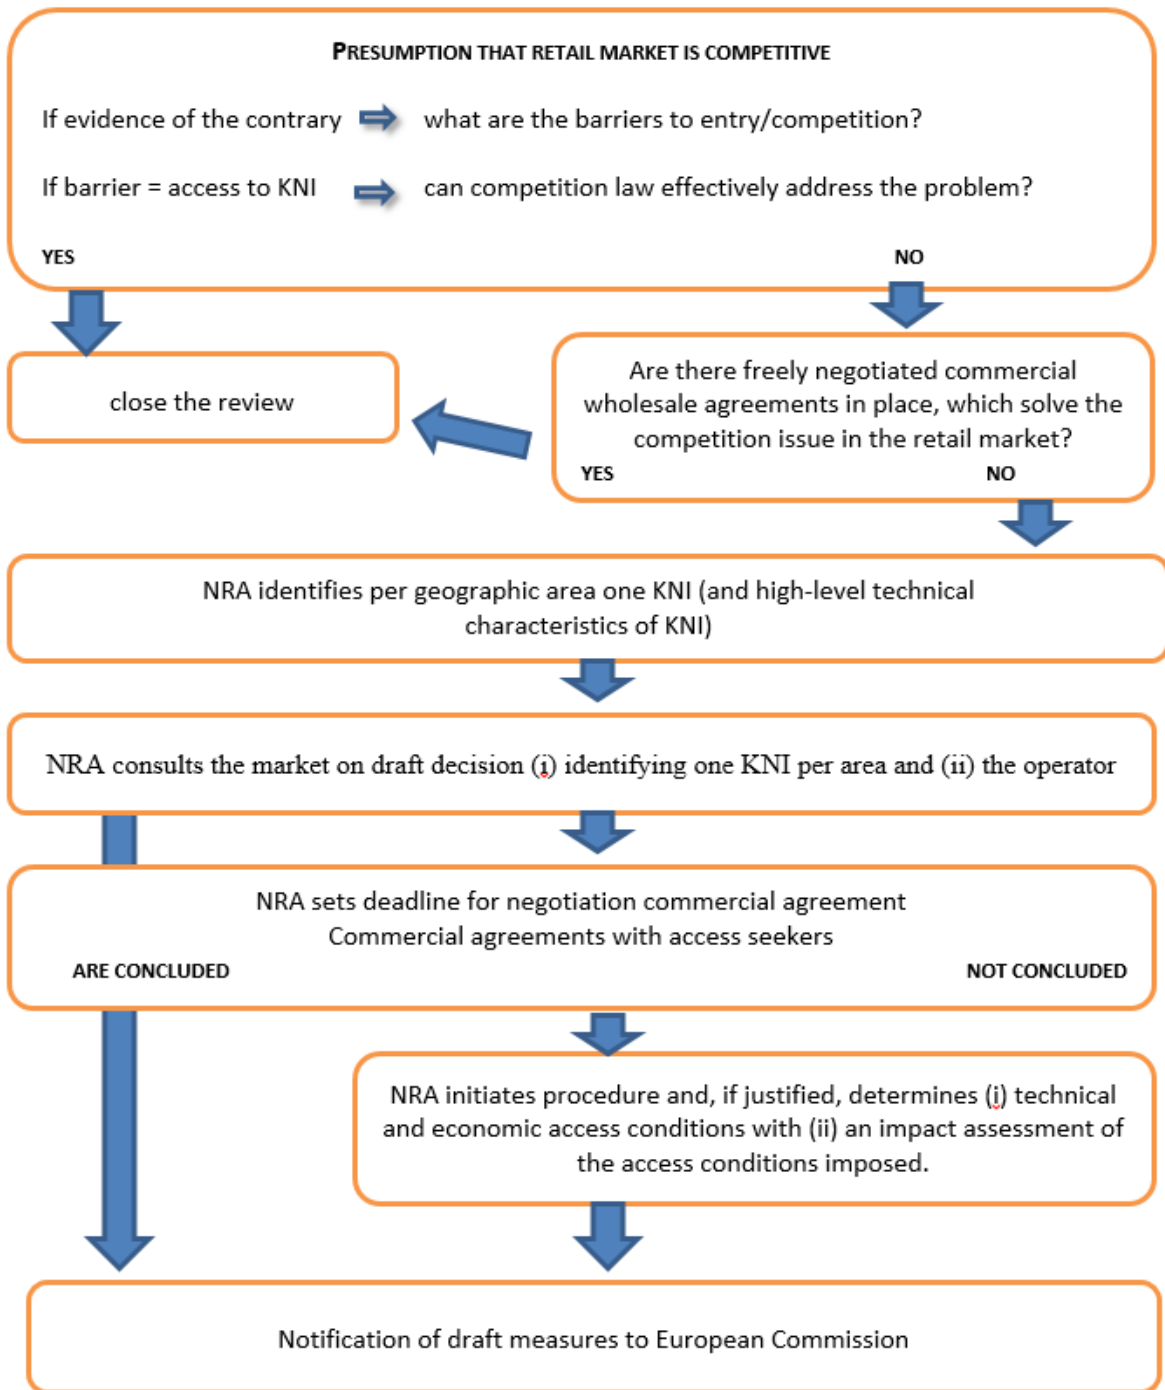 PRESUMPTION THAT RETAIL MARKET IS COMPETITIVE
If evidence of the contrary what are the barriers to entry/competition?
If barrier = access to KNI can competition law effectively address the problem?
YES NO
close the review
Are there freely negotiated commercial
wholesale agreements in place, which solve the
competition issue in the retail market?
YES NO
NRA identifies per geographic area one KNI (and high-level technical
characteristics of KNI)
NRA consults the market on draft decision (i) identifying one KNI per area and (ii) the operator
NRA sets deadline for negotiation commercial agreement
Commercial agreements with access seekers
ARE CONCLUDED NOT CONCLUDED
NRA initiates procedure and, if justified, determines (i) technical
and economic access conditions with (ii) an impact assessment of
the access conditions imposed.
Notification of draft measures to European Commission